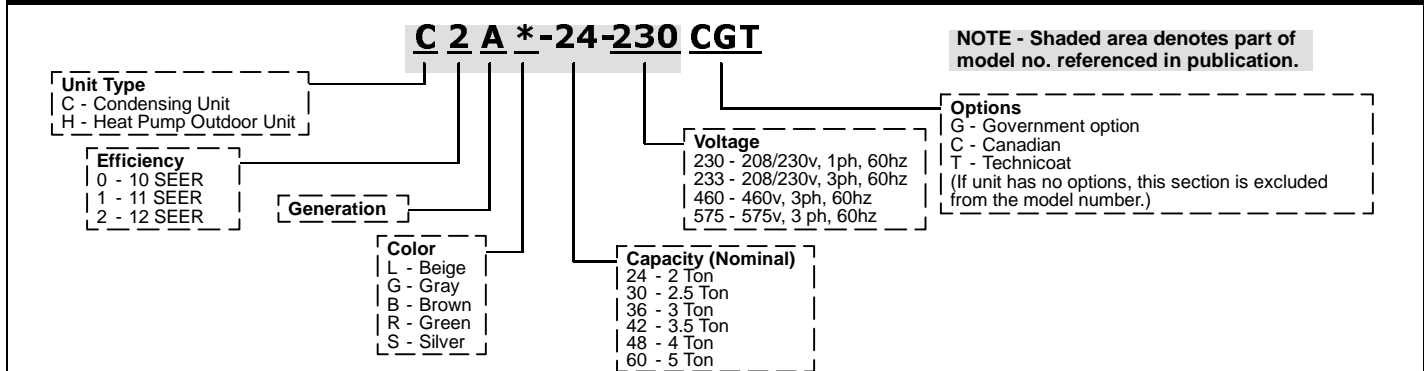 C 2 A *-24-230 CGT
NOTE - Shaded area denotes part of
model no. referenced in publication.
Unit Type
C - Condensing Unit
H - Heat Pump Outdoor Unit
Efficiency
0 - 10 SEER
1 - 11 SEER
2 - 12 SEER
Generation
Color
L - Beige
G - Gray
B - Brown
R - Green
S - Silver
Capacity (Nominal)
24 - 2 Ton
30 - 2.5 Ton
36 - 3 Ton
42 - 3.5 Ton
48 - 4 Ton
60 - 5 Ton
Voltage
230 - 208/230v, 1ph, 60hz
233 - 208/230v, 3ph, 60hz
460 - 460v, 3ph, 60hz
575 - 575v, 3 ph, 60hz
Options
G - Government option
C - Canadian
T - Technicoat
(If unit has no options, this section is excluded
from the model number.)